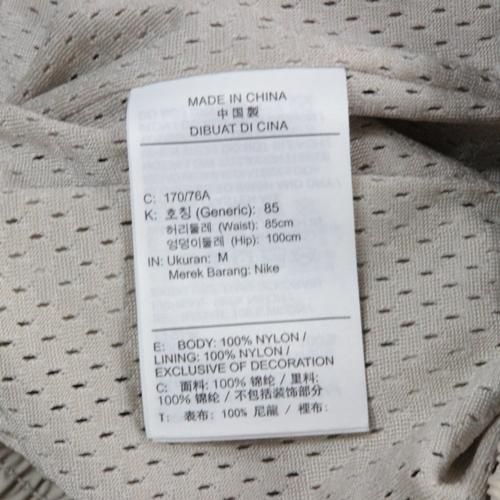 MADE IN CHINA
中国製
DIBUAT DI CINA
C: 170/76A
K: 호칭 (Generic): 85
허리둘레 (Waist): 85cm
엉덩이둘레 (Hip): 100cm
IN: Ukuran: M
Merek Barang: Nike
E: BODY: 100% NYLON /
LINING: 100% NYLON /
EXCLUSIVE OF DECORATION
C: 面料: 100% 锦纶 / 里料:
100% 锦纶 / 不包括装饰部分
T: 表布: 100% 尼龍 / 裡布: